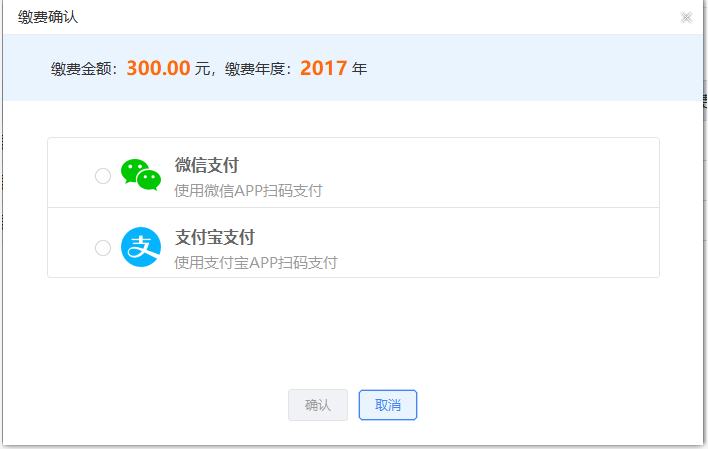 缴费确认
缴费金额：300.00 元，缴费年度：2017 年
微信支付
使用微信APP扫码支付
支付宝支付
使用支付宝APP扫码支付
确认 取消